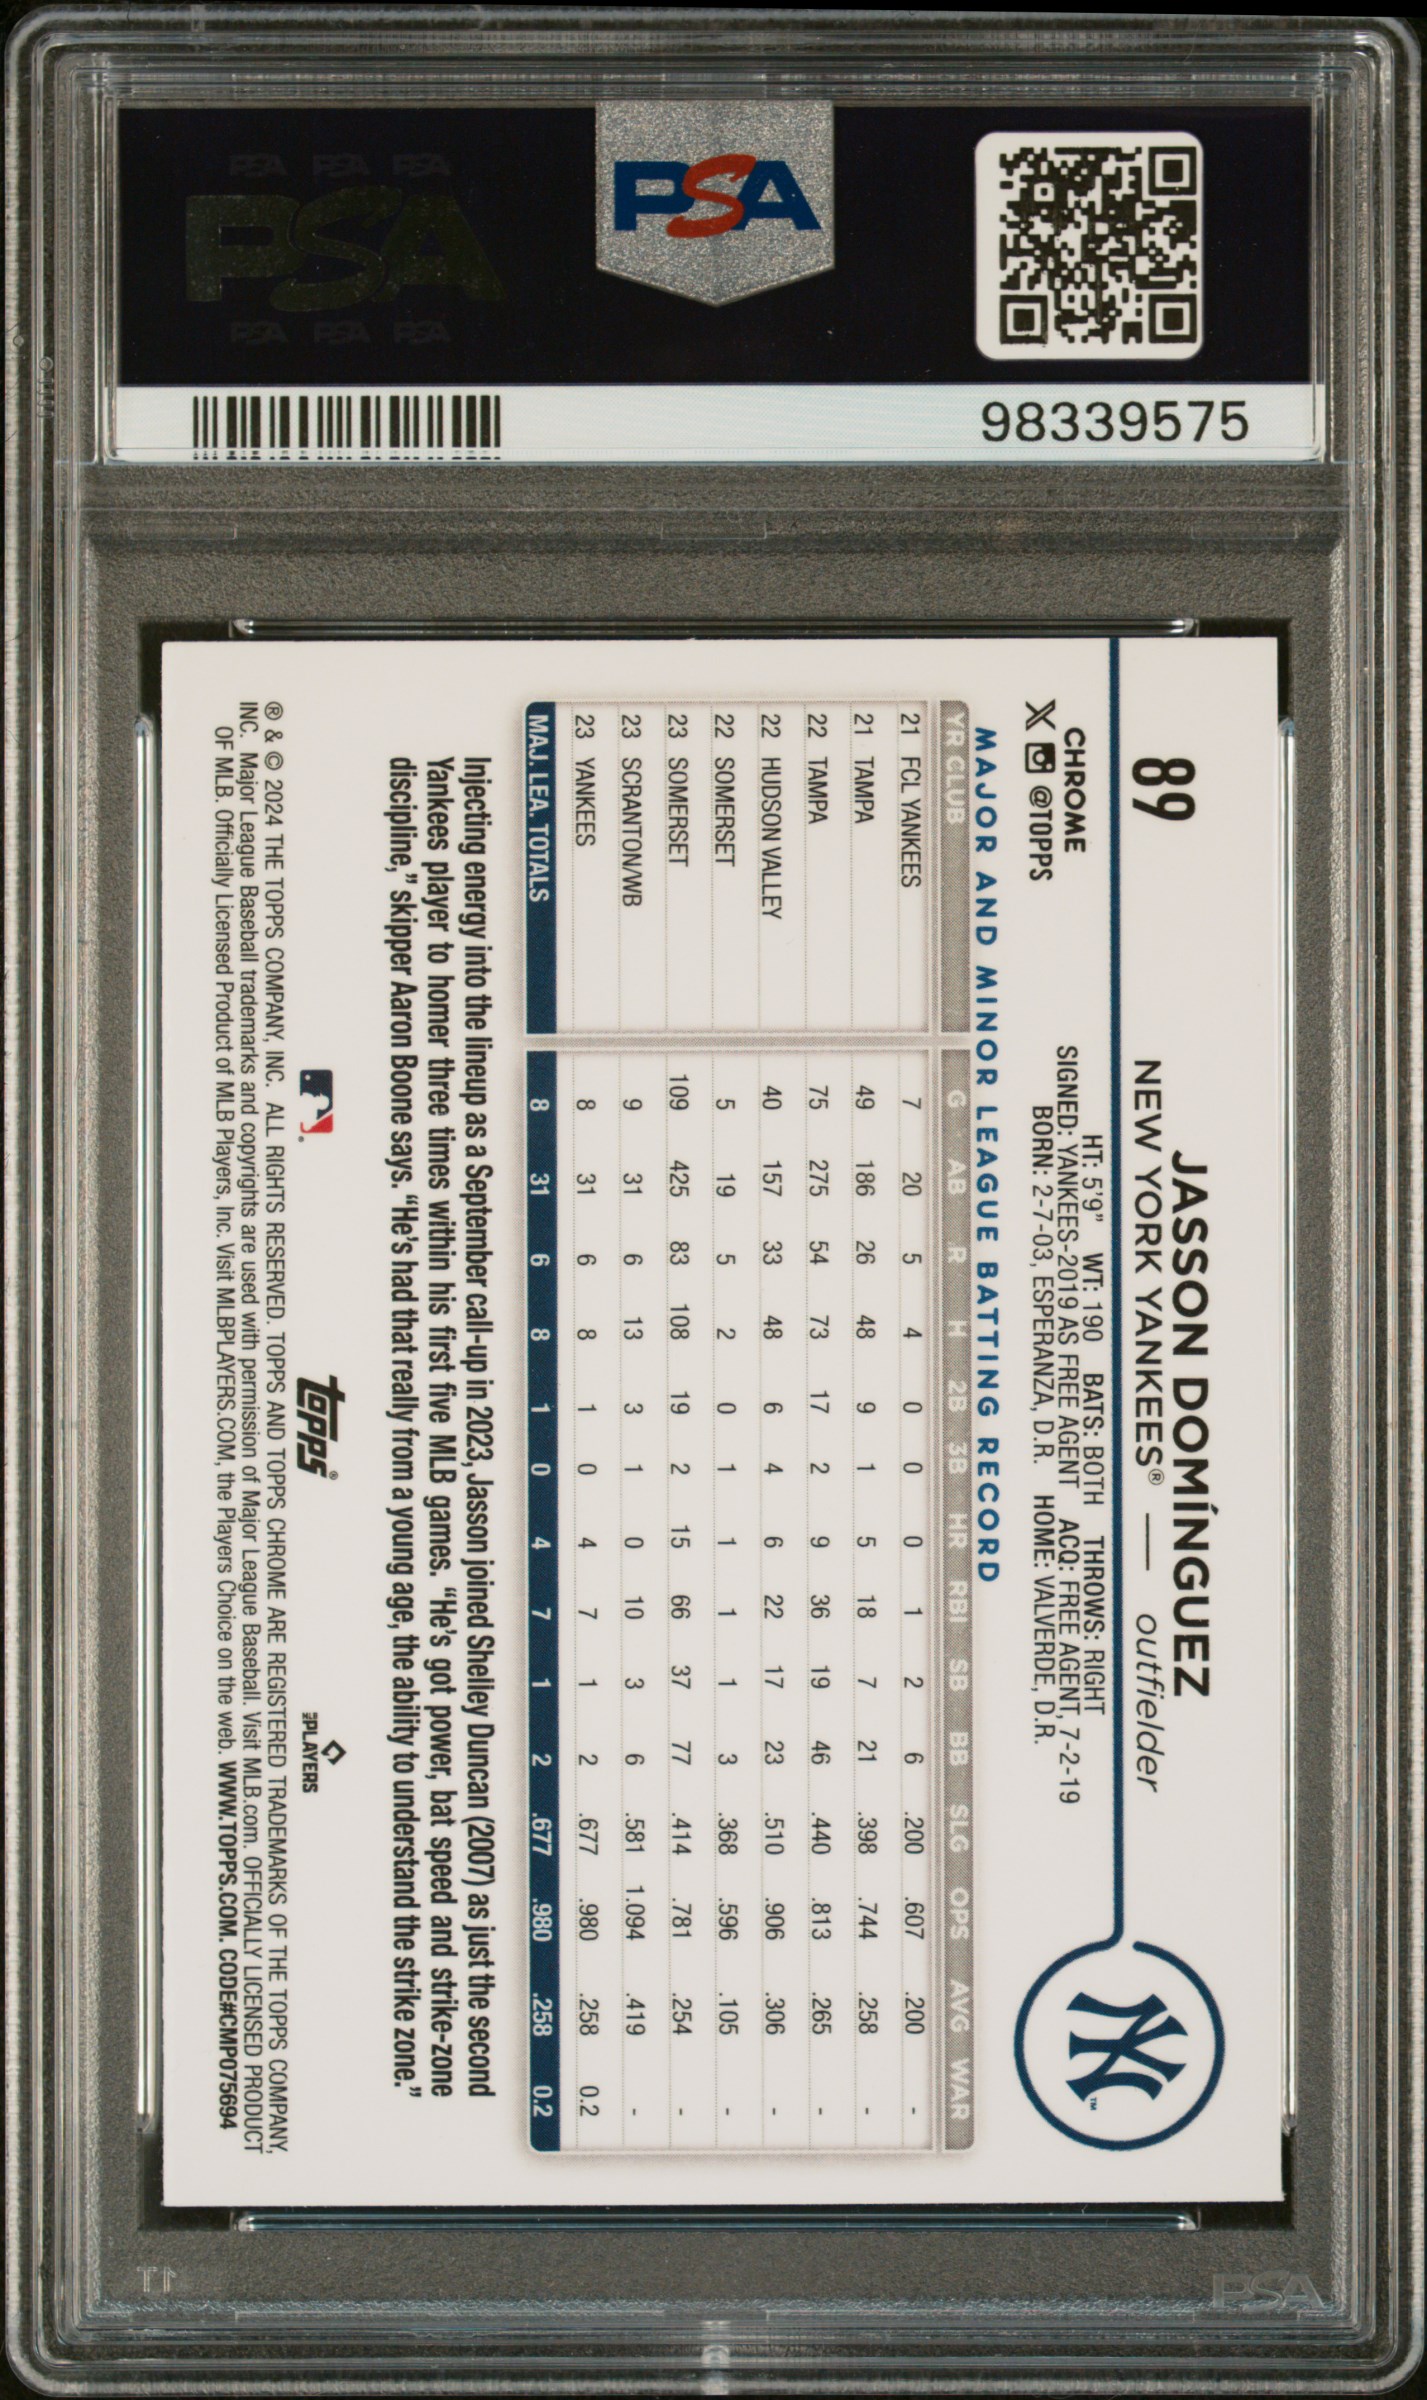 PSA PSA PSA
PSA
PSA PSA PSA
PSA
98339575
89
JASSON DOMÍNGUEZ
NEW YORK YANKEES® — outfielder
CHROME
X @TOPPS
HT: 5'9" WT: 190 BATS: BOTH THROWS: RIGHT
SIGNED: YANKEES-2019 AS FREE AGENT ACQ: FREE AGENT, 7-2-19
BORN: 2-7-03, ESPERANZA, D.R. HOME: VALVERDE, D.R.
NY™
MAJOR AND MINOR LEAGUE BATTING RECORD
YR CLUB G AB R H 2B 3B HR RBI SB BB SLG OPS AVG WAR
21 FCL YANKEES 7 20 5 4 0 0 0 1 2 6 .200 .607 .200 -
21 TAMPA 49 186 26 48 9 1 5 18 7 21 .398 .744 .258 -
22 TAMPA 75 275 54 73 17 2 9 36 19 46 .440 .813 .265 -
22 HUDSON VALLEY 40 157 33 48 6 4 6 22 17 23 .510 .906 .306 -
22 SOMERSET 5 19 5 2 0 1 1 1 1 3 .368 .596 .105 -
23 SOMERSET 109 425 83 108 19 2 15 66 37 77 .414 .781 .254 -
23 SCRANTON/WB 9 31 6 13 3 1 0 10 3 6 .581 1.094 .419 -
23 YANKEES 8 31 6 8 1 0 4 7 1 2 .677 .980 .258 0.2
MAJ. LEA. TOTALS 8 31 6 8 1 0 4 7 1 2 .677 .980 .258 0.2
Injecting energy into the lineup as a September call-up in 2023, Jasson joined Shelley Duncan (2007) as just the second
Yankees player to homer three times within his first five MLB games. “He’s got power, bat speed and strike-zone
discipline,” skipper Aaron Boone says. “He’s had that really from a young age, the ability to understand the strike zone.”
topps®
MLB PLAYERS
® & © 2024 THE TOPPS COMPANY, INC. ALL RIGHTS RESERVED. TOPPS AND TOPPS CHROME ARE REGISTERED TRADEMARKS OF THE TOPPS COMPANY,
INC. Major League Baseball trademarks and copyrights are used with permission of Major League Baseball. Visit MLB.com. OFFICIALLY LICENSED PRODUCT
OF MLB. Officially Licensed Product of MLB Players, Inc. Visit MLBPLAYERS.COM, the Players Choice on the web. WWW.TOPPS.COM. CODE#CMP075694
PSA